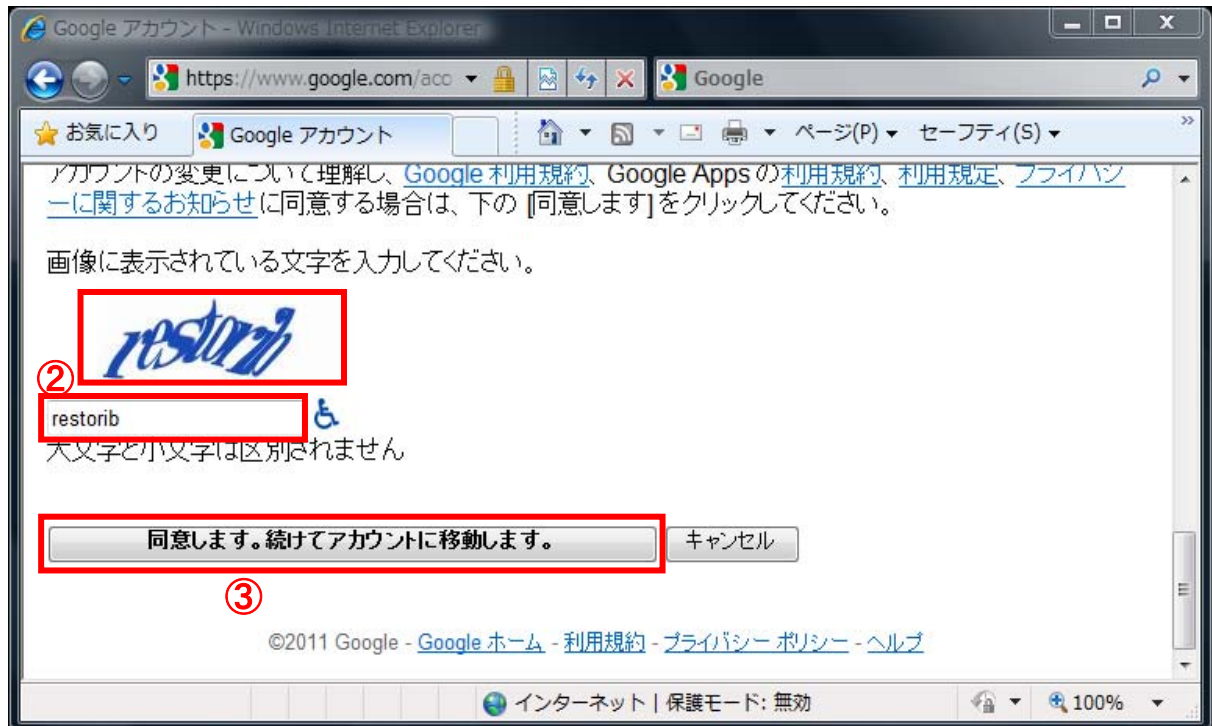 Google アカウント - Windows Internet Explorer
https://www.google.com/acc
Google
お気に入り
Google アカウント
ページ(P)
セーフティ(S)
アカウントの変更について理解し、Google 利用規約、Google Apps の利用規約、利用規定、プライバシ
ーに関するお知らせに同意する場合は、下の [同意します] をクリックしてください。
画像に表示されている文字を入力してください。
restorib
②
restorib
大文字と小文字は区別されません
同意します。続けてアカウントに移動します。
キャンセル
③
©2011 Google - Google ホーム - 利用規約 - プライバシー ポリシー - ヘルプ
インターネット | 保護モード: 無効
100%